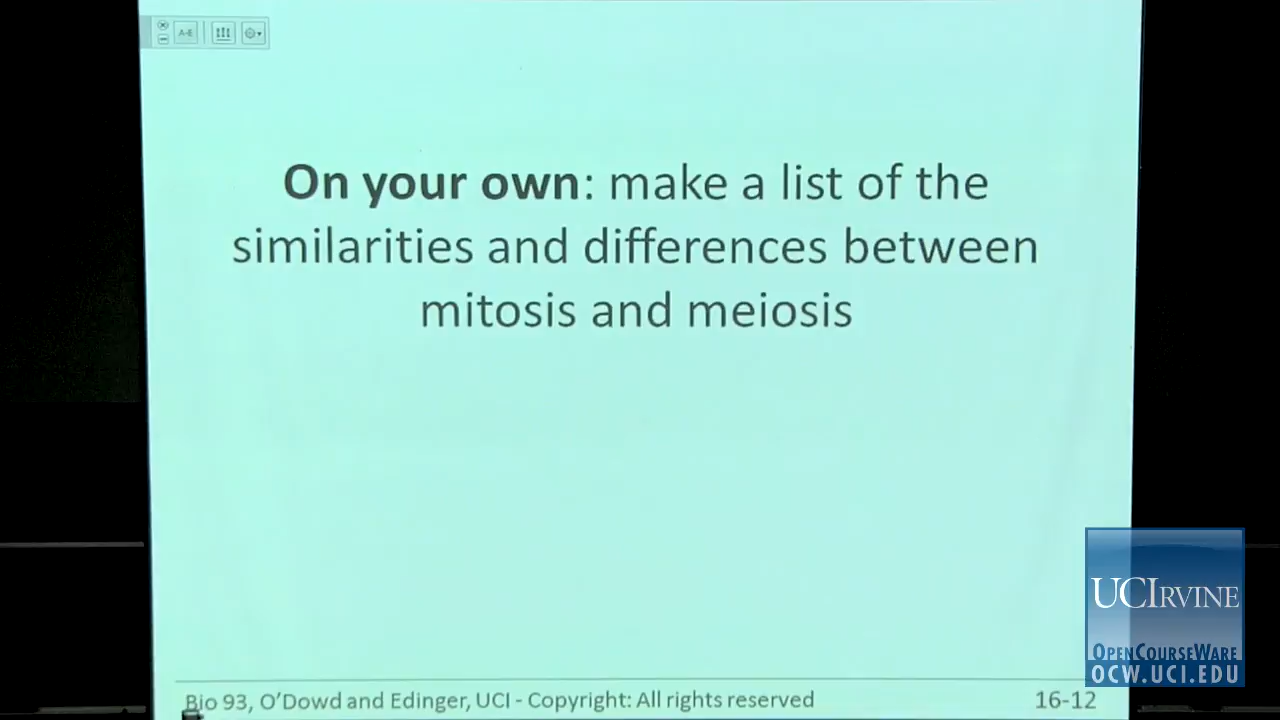 A-E
On your own: make a list of the
similarities and differences between
mitosis and meiosis
UCIRVINE
OPENCOURSEWARE
OCW.UCI.EDU
Bio 93, O'Dowd and Edinger, UCI - Copyright: All rights reserved
16-12